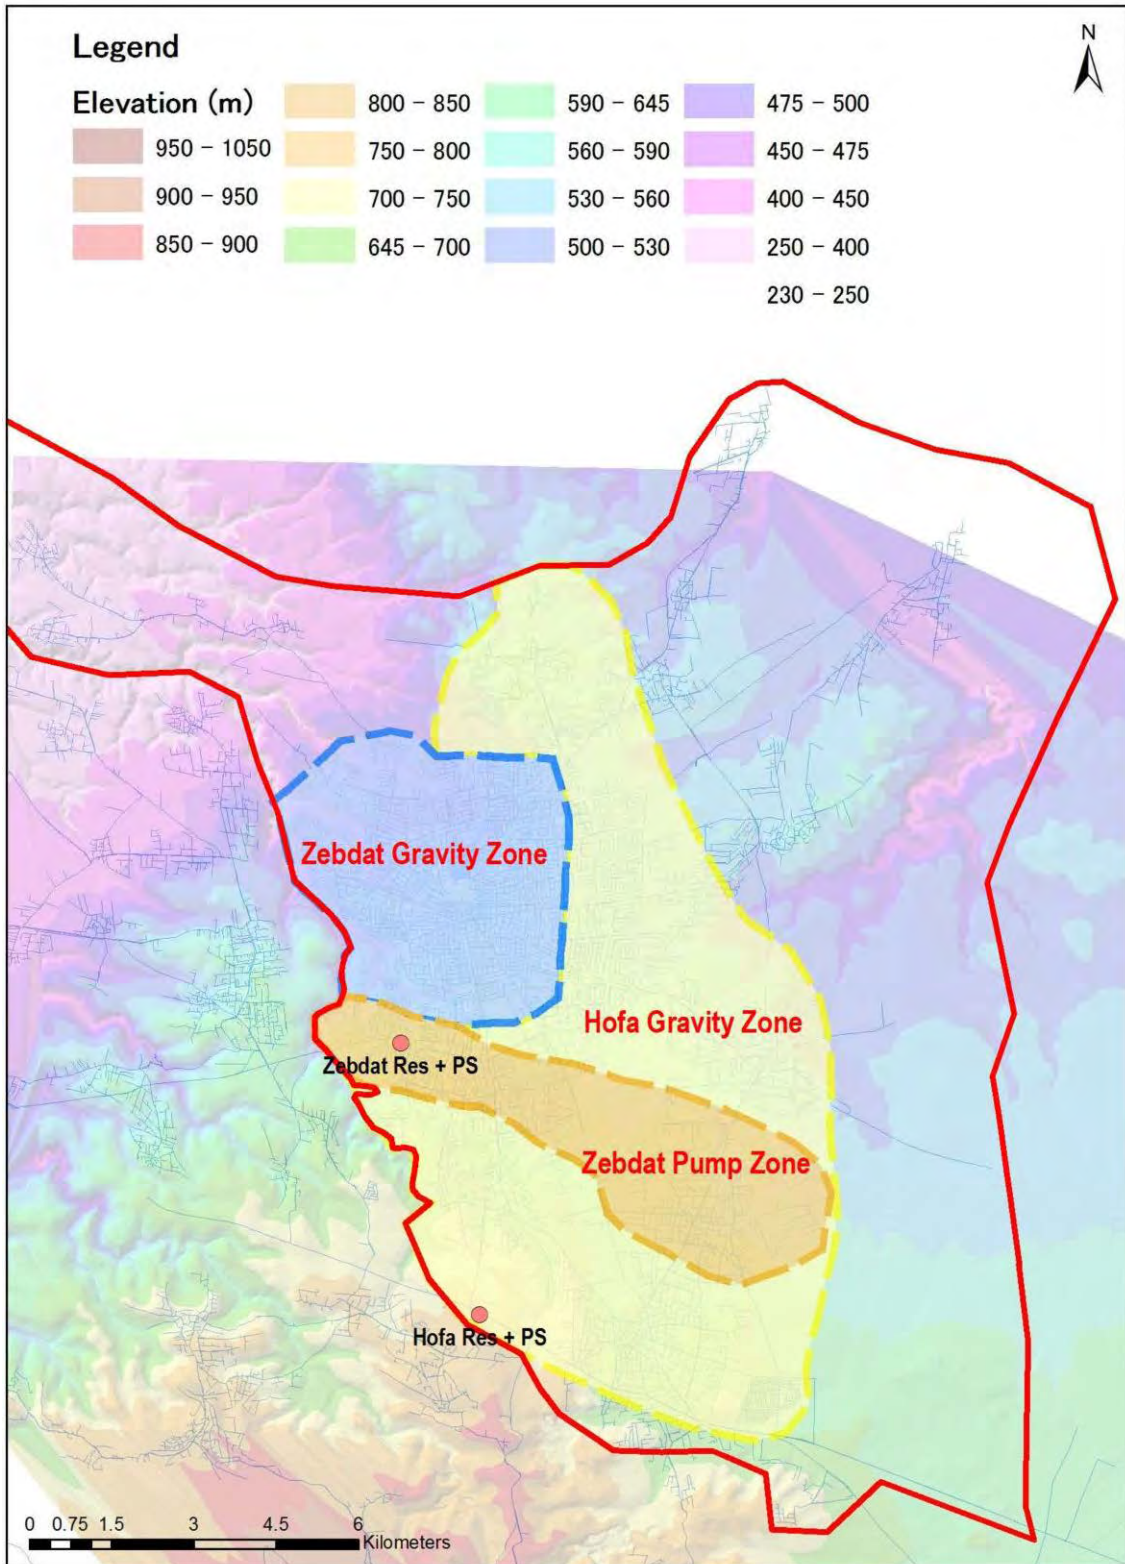 N
Legend
Elevation (m)
950 - 1050
900 - 950
850 - 900
800 - 850
750 - 800
700 - 750
645 - 700
590 - 645
560 - 590
530 - 560
500 - 530
475 - 500
450 - 475
400 - 450
250 - 400
230 - 250
Zebdat Gravity Zone
Hofa Gravity Zone
Zebdat Res + PS
Zebdat Pump Zone
Hofa Res + PS
0 0.75 1.5 3 4.5 6
Kilometers